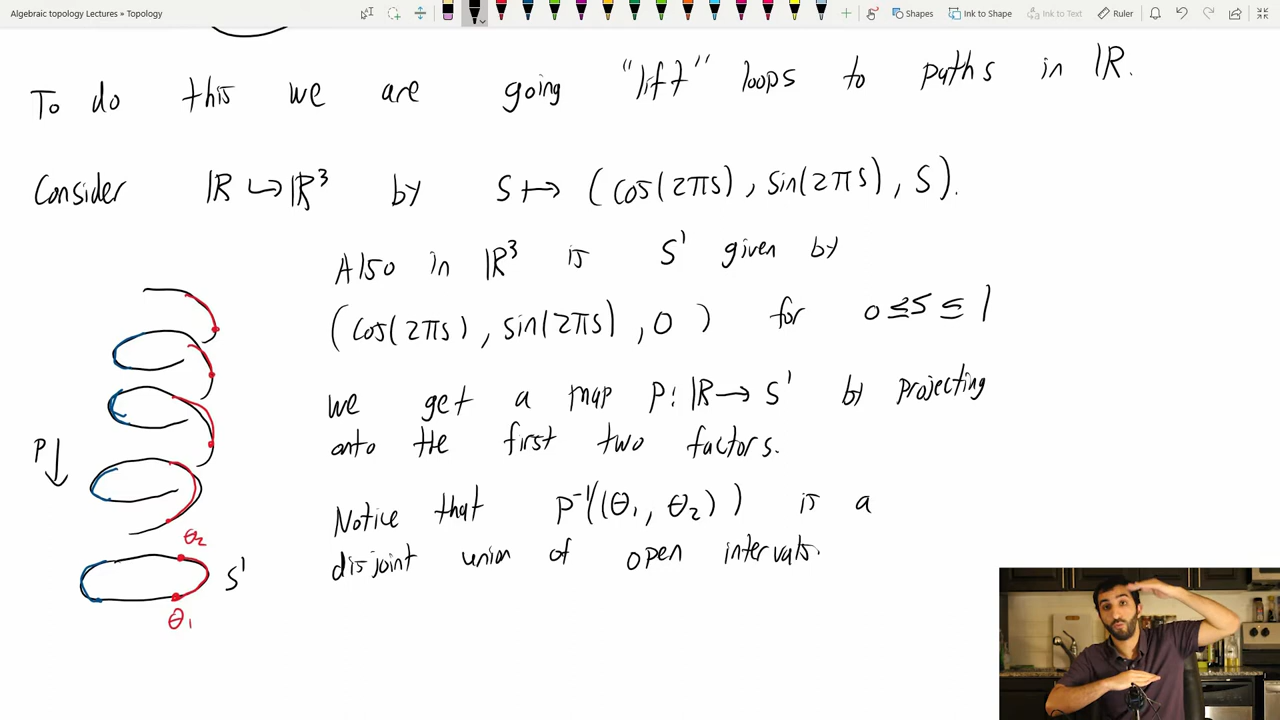 Algebraic topology Lectures » Topology
Shapes
Ink to Shape
Ink to Text
Ruler
To do this we are going "lift" loops to paths in ℝ.
Consider ℝ ↪ ℝ³ by S ↦ (cos(2πs), sin(2πs), S).
Also in ℝ³ is S¹ given by
(cos(2πs), sin(2πs), 0) for 0 ≤ S ≤ 1
we get a map P: ℝ → S¹ by projecting
onto the first two factors.
Notice that P⁻¹((θ₁, θ₂)) is a
disjoint union of open intervals.
P ↓
θ₂
S¹
θ₁